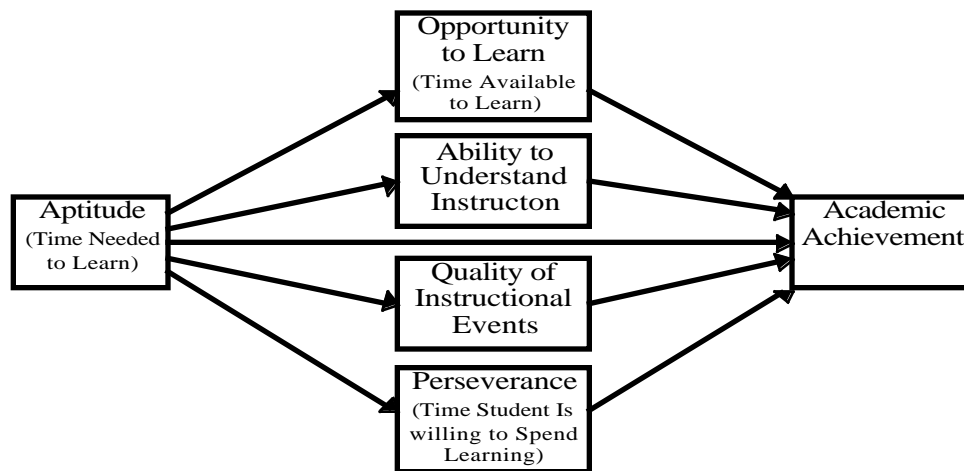 Opportunity
to Learn
(Time Available
to Learn)
Ability to
Understand
Instructon
Aptitude
(Time Needed
to Learn)
Academic
Achievement
Quality of
Instructional
Events
Perseverance
(Time Student Is
willing to Spend
Learning)